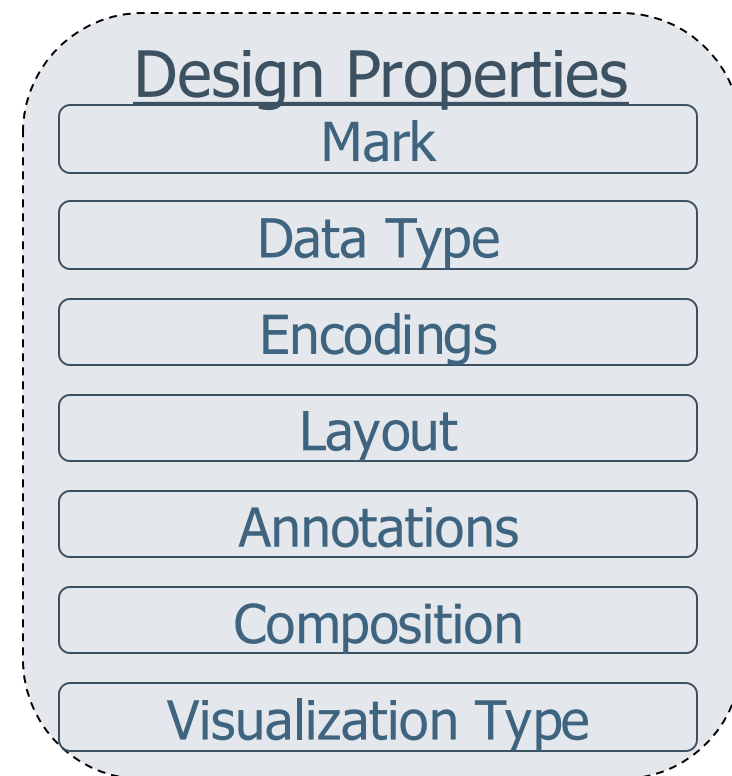 Design Properties
Mark
Data Type
Encodings
Layout
Annotations
Composition
Visualization Type